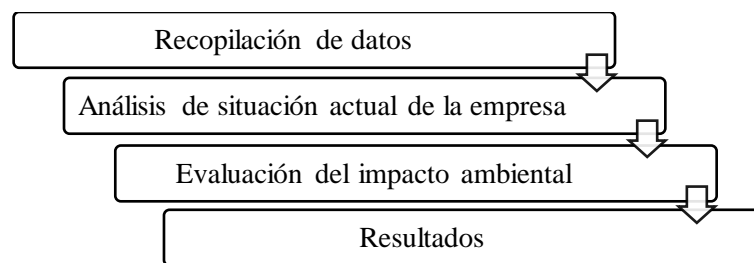 Recopilación de datos
Análisis de situación actual de la empresa
Evaluación del impacto ambiental
Resultados